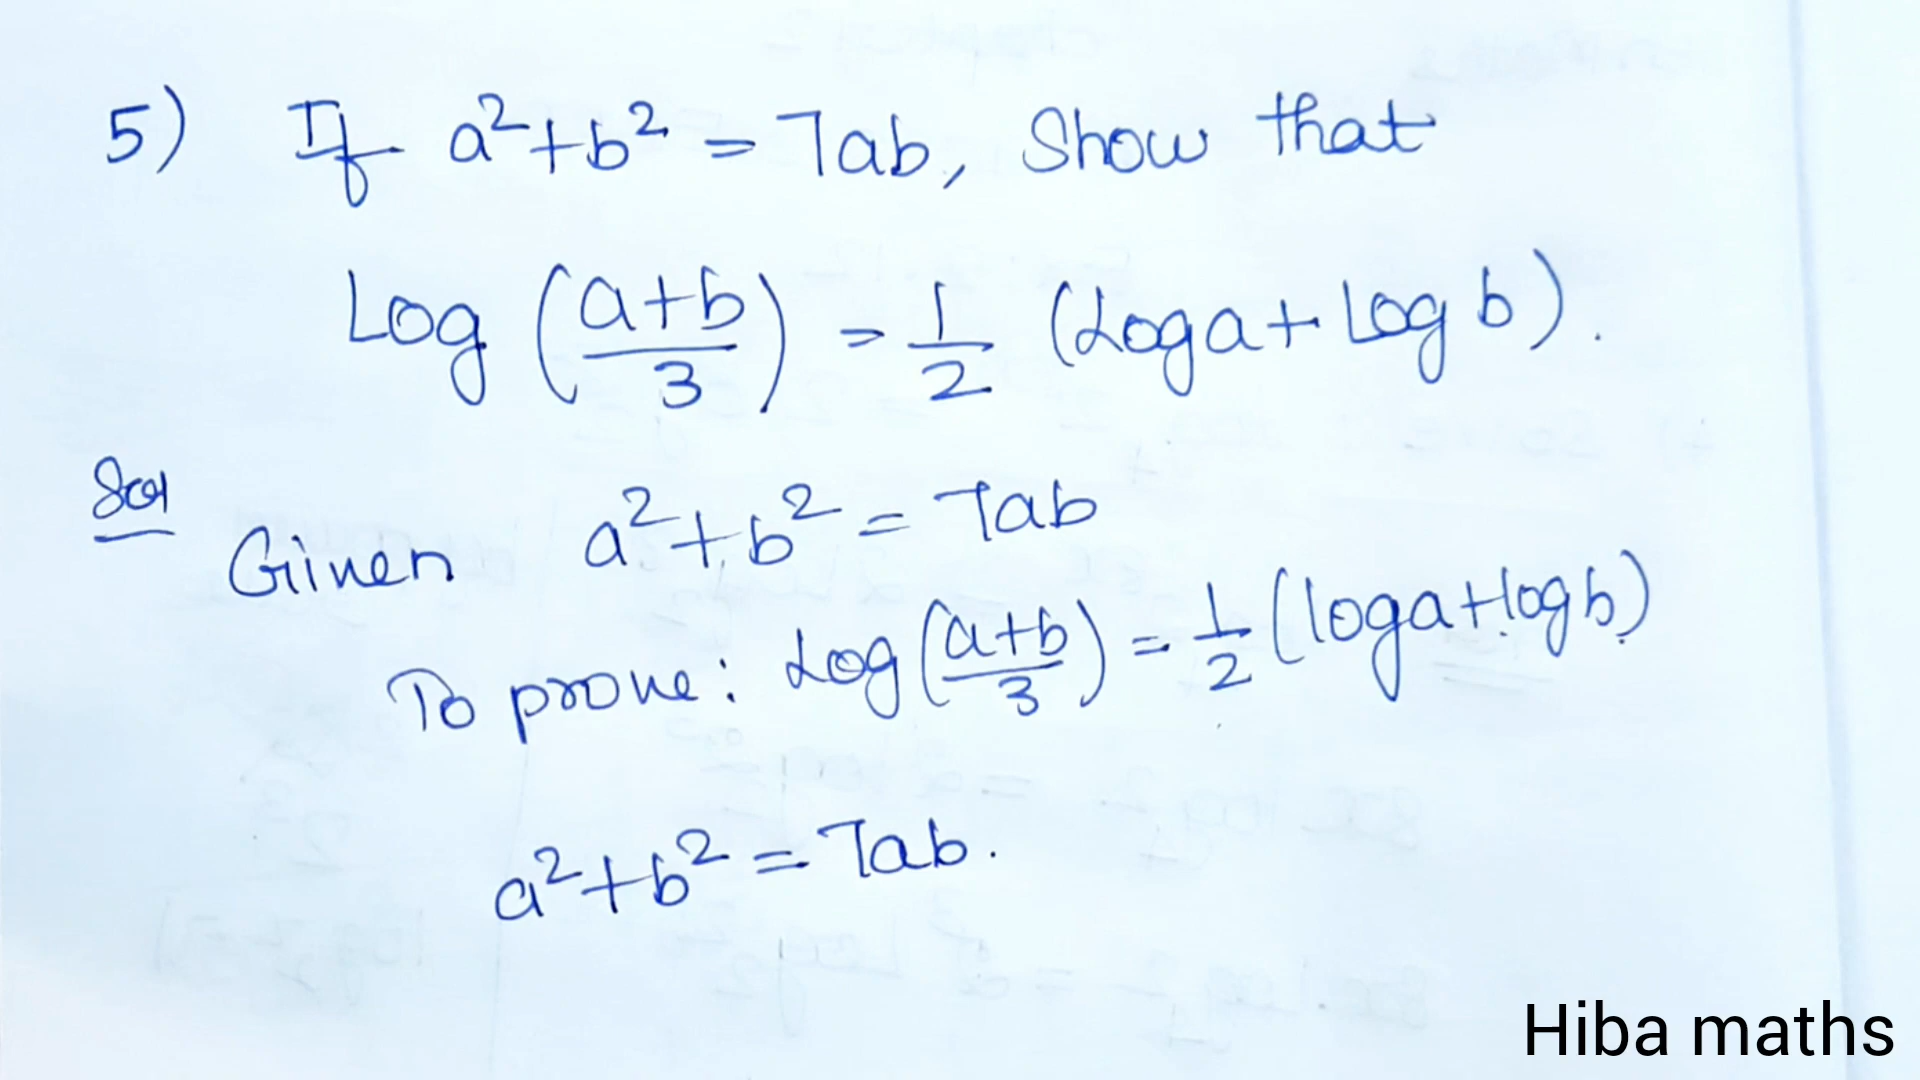 5) If a²+b² = 7ab, Show that
Log (a+b/3) = 1/2 (Log a + Log b).
Sol
Given a²+b² = 7ab
To prove: Log (a+b/3) = 1/2 (log a + log b)
a²+b² = 7ab.
Hiba maths